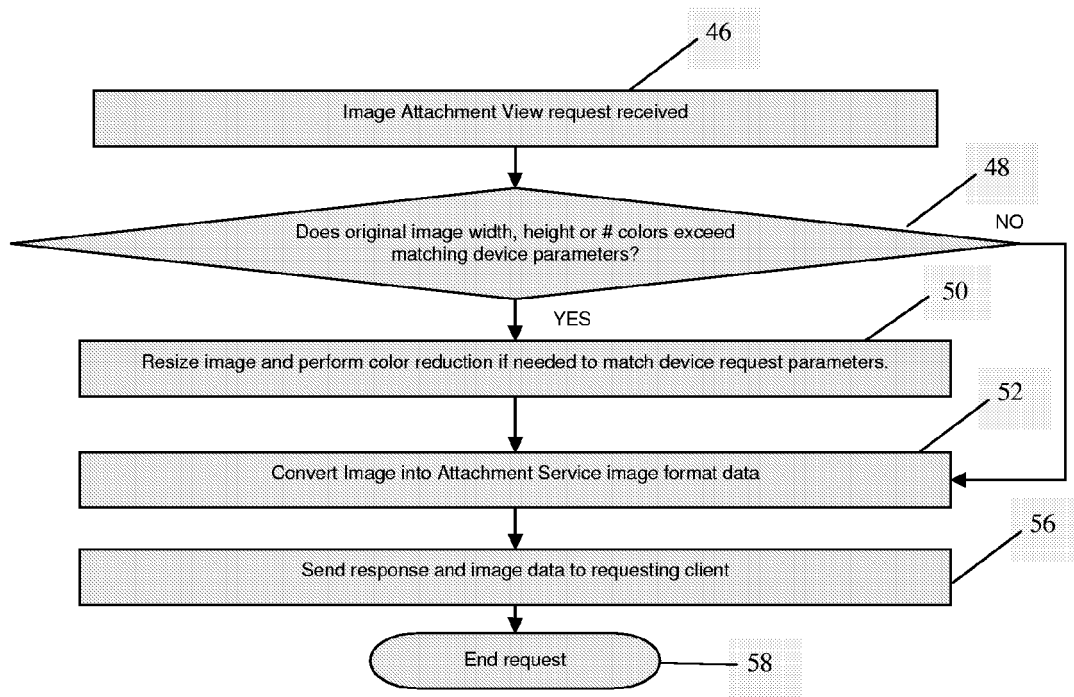 46
Image Attachment View request received
48
NO
Does original image width, height or # colors exceed
matching device parameters?
50
YES
Resize image and perform color reduction if needed to match device request parameters.
52
Convert Image into Attachment Service image format data
56
Send response and image data to requesting client
End request
58